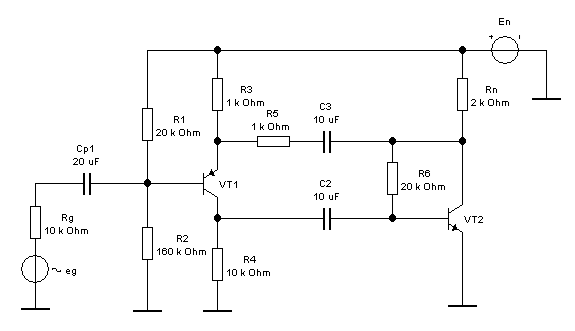 En
+
R3
1 k Ohm
Rn
2 k Ohm
R1
20 k Ohm
R5
1 k Ohm
C3
10 uF
Cp1
20 uF
VT1
R6
20 k Ohm
C2
10 uF
VT2
Rg
10 k Ohm
R2
160 k Ohm
R4
10 k Ohm
~ eg